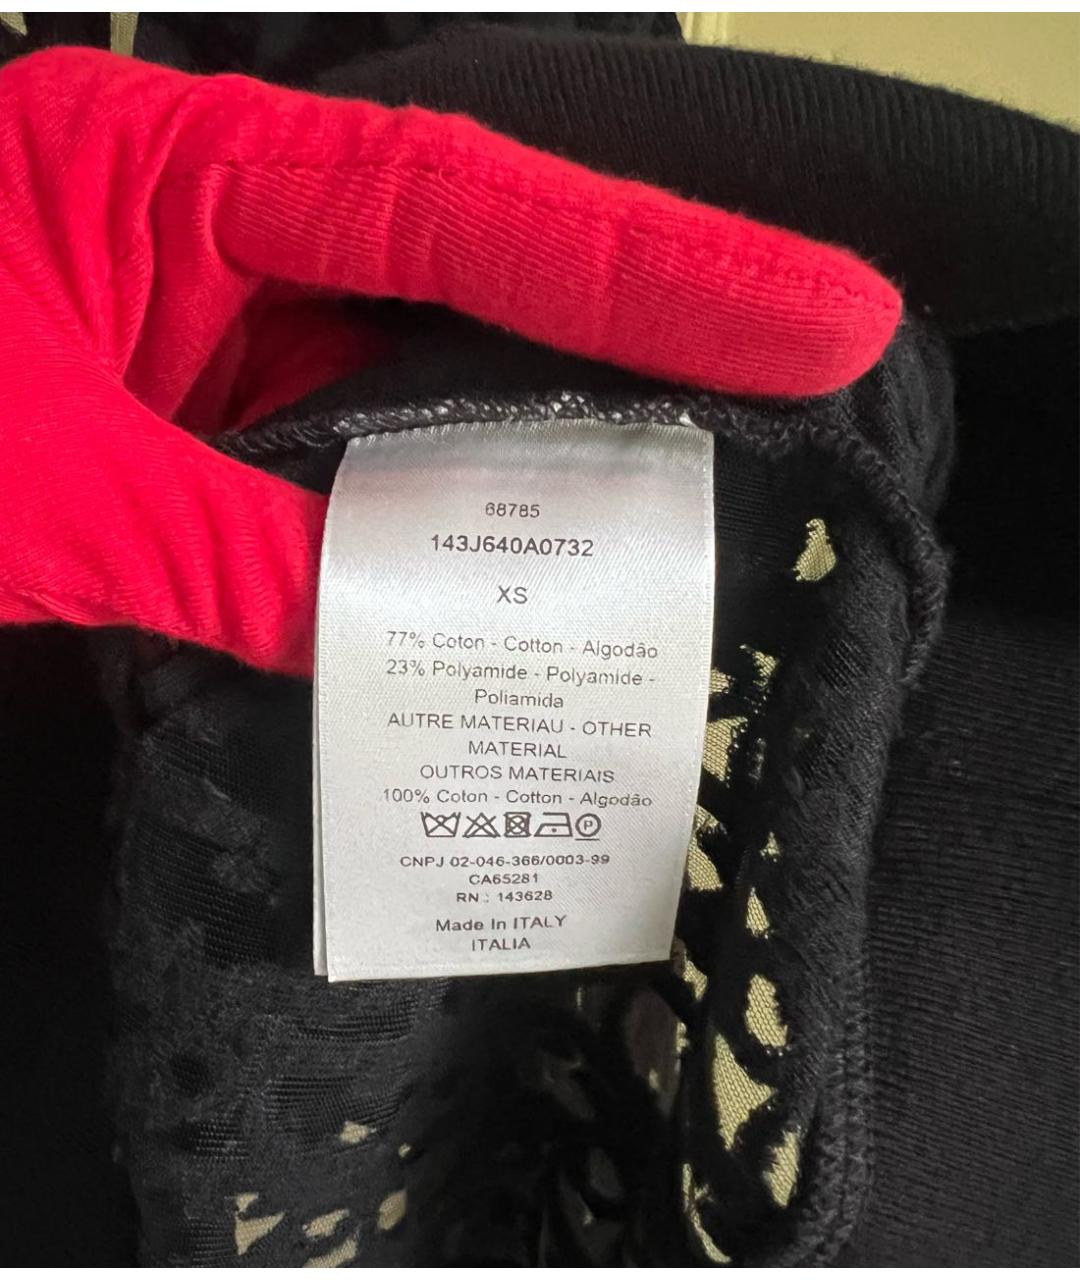 68785
143J640A0732
XS
77% Coton - Cotton - Algodão
23% Polyamide - Polyamide -
Poliamida
AUTRE MATERIAU - OTHER
MATERIAL
OUTROS MATERIAIS
100% Coton - Cotton - Algodão
P
CNPJ 02-046-366/0003-99
CA65281
RN : 143628
Made In ITALY
ITALIA